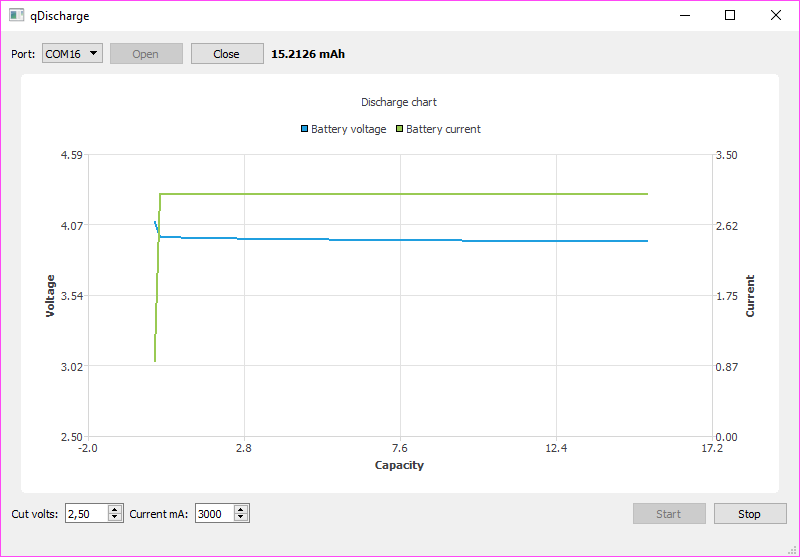 qDischarge
Port: COM16 Open Close 15.2126 mAh
Discharge chart
Battery voltage Battery current
4.59 3.50
4.07 2.62
Voltage Current
3.54 1.75
3.02 0.87
2.50 0.00
-2.0 2.8 7.6 12.4 17.2
Capacity
Cut volts: 2,50 Current mA: 3000 Start Stop